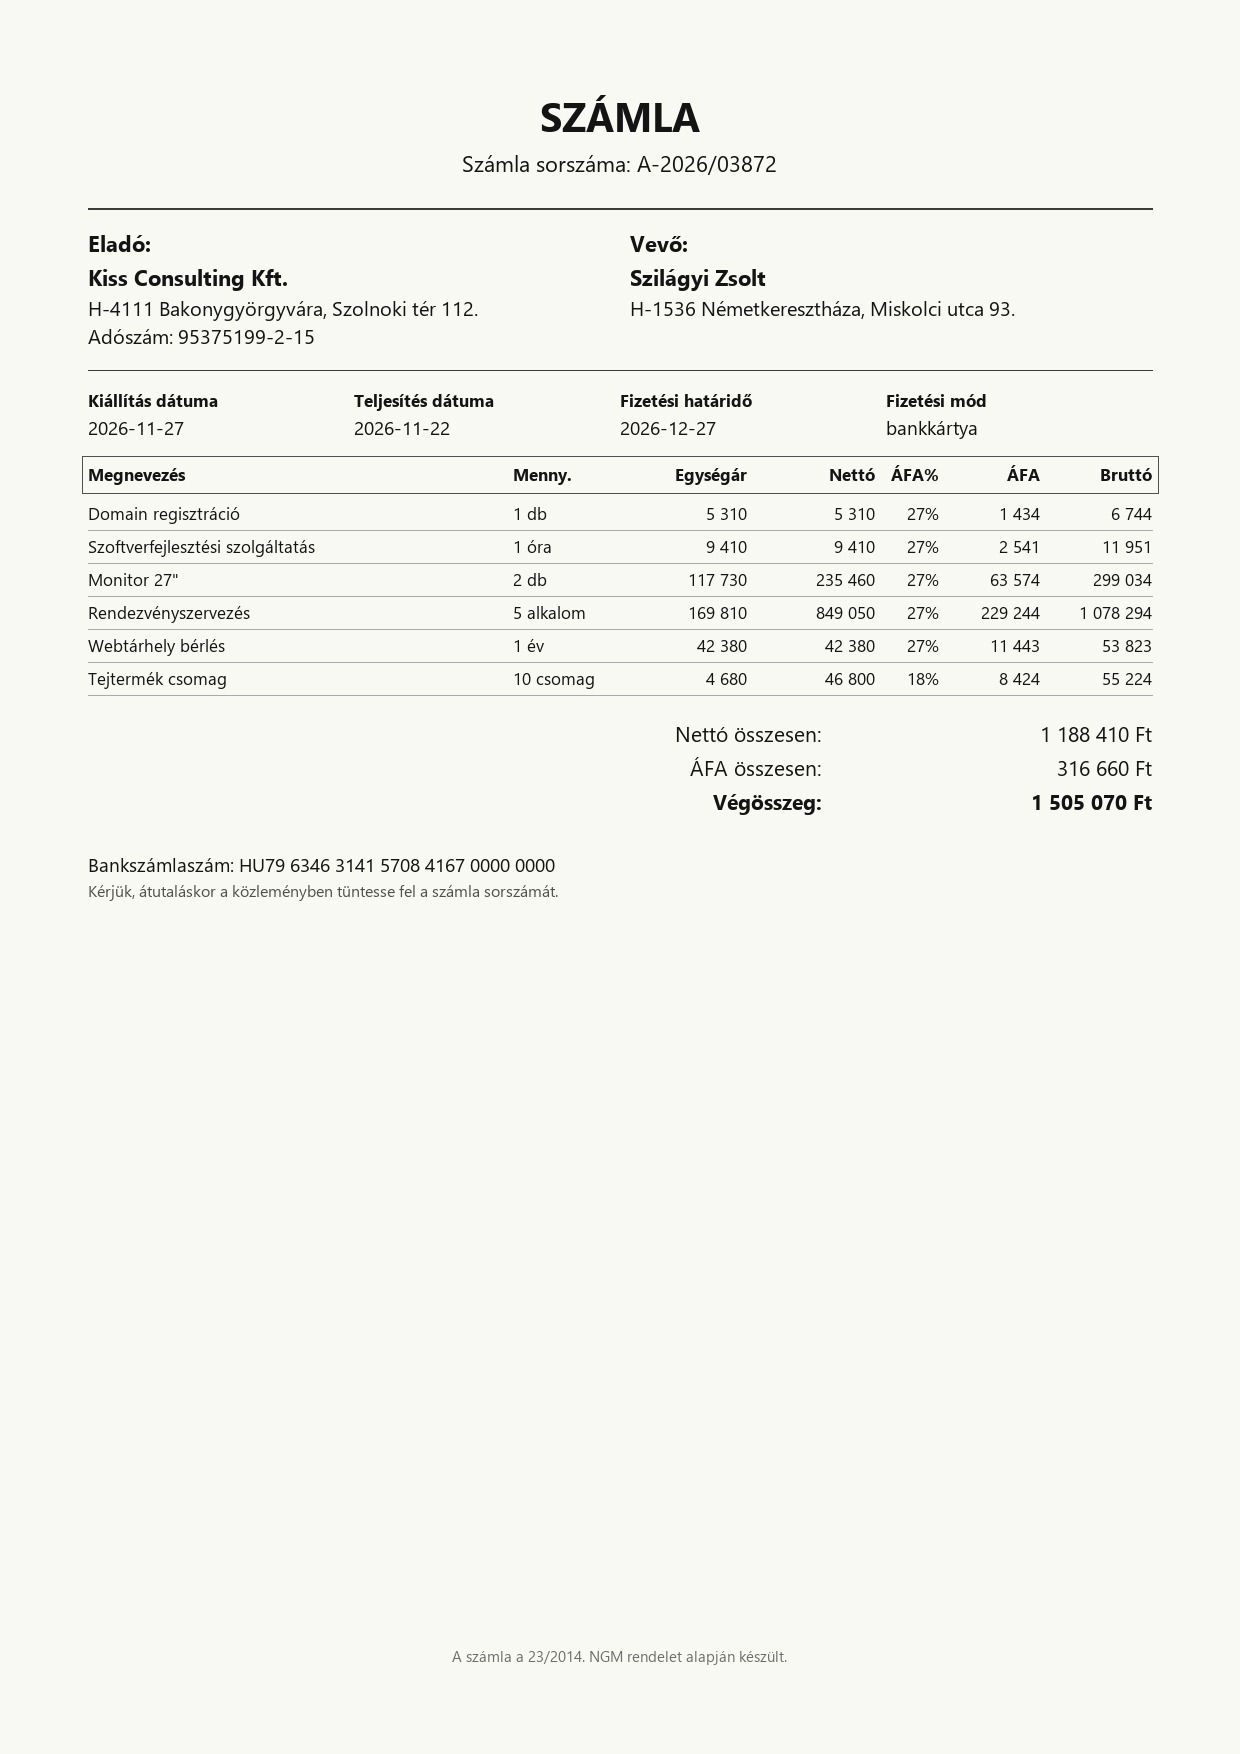 SZÁMLA
Számla sorszáma: A-2026/03872
Eladó:
Kiss Consulting Kft.
H-4111 Bakonygyörgyvára, Szolnoki tér 112.
Adószám: 95375199-2-15
Vevő:
Szilágyi Zsolt
H-1536 Németkeresztháza, Miskolci utca 93.
Kiállítás dátuma Teljesítés dátuma Fizetési határidő Fizetési mód
2026-11-27 2026-11-22 2026-12-27 bankkártya
Megnevezés Menny. Egységár Nettó ÁFA% ÁFA Bruttó
Domain regisztráció 1 db 5 310 5 310 27% 1 434 6 744
Szoftverfejlesztési szolgáltatás 1 óra 9 410 9 410 27% 2 541 11 951
Monitor 27" 2 db 117 730 235 460 27% 63 574 299 034
Rendezvényszervezés 5 alkalom 169 810 849 050 27% 229 244 1 078 294
Webtárhely bérlés 1 év 42 380 42 380 27% 11 443 53 823
Tejtermék csomag 10 csomag 4 680 46 800 18% 8 424 55 224
Nettó összesen: 1 188 410 Ft
ÁFA összesen: 316 660 Ft
Végösszeg: 1 505 070 Ft
Bankszámlaszám: HU79 6346 3141 5708 4167 0000 0000
Kérjük, átutaláskor a közleményben tüntesse fel a számla sorszámát.
A számla a 23/2014. NGM rendelet alapján készült.